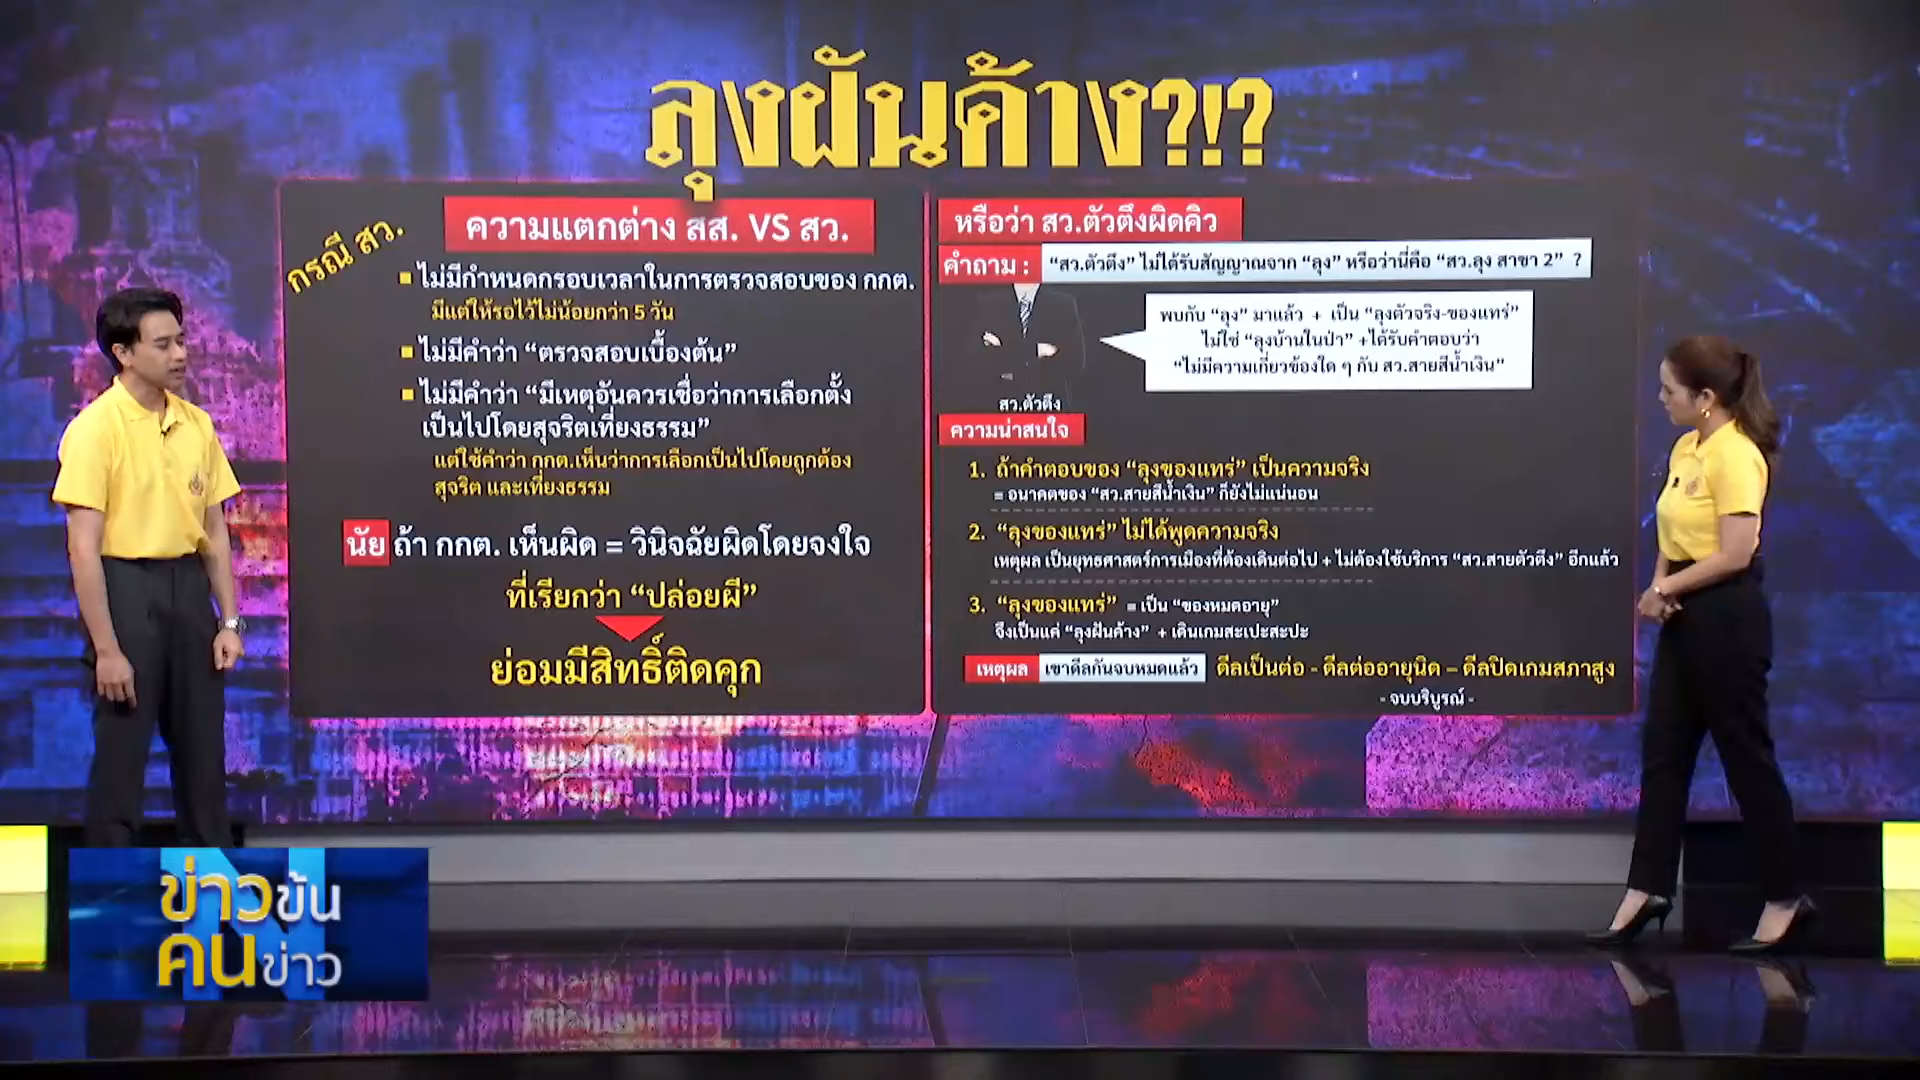 ลุงฝันค้าง?!?
กรณี สว.
ความแตกต่าง สส. VS สว.
ไม่มีกำหนดกรอบเวลาในการตรวจสอบของ กกต.
มีแต่ให้รอไว้ไม่น้อยกว่า 5 วัน
ไม่มีคำว่า “ตรวจสอบเบื้องต้น”
ไม่มีคำว่า “มีเหตุอันควรเชื่อว่าการเลือกตั้ง
เป็นไปโดยสุจริตเที่ยงธรรม”
แต่ใช้คำว่า กกต.เห็นว่าการเลือกเป็นไปโดยถูกต้อง
สุจริต และเที่ยงธรรม
นัย ถ้า กกต. เห็นผิด = วินิจฉัยผิดโดยจงใจ
ที่เรียกว่า “ปล่อยผี”
ย่อมมีสิทธิ์ติดคุก
หรือว่า สว.ตัวตึงผิดคิว
คำถาม : “สว.ตัวตึง” ไม่ได้รับสัญญาณจาก “ลุง” หรือว่านี่คือ “สว.ลุง สาขา 2” ?
พบกับ “ลุง” มาแล้ว + เป็น “ลุงตัวจริง-ของแทร่”
ไม่ใช่ “ลุงบ้านในป่า” +ได้รับคำตอบว่า
“ไม่มีความเกี่ยวข้องใด ๆ กับ สว.สายสีน้ำเงิน”
สว.ตัวตึง
ความน่าสนใจ
1. ถ้าคำตอบของ “ลุงของแทร่” เป็นความจริง
= อนาคตของ “สว.สายสีน้ำเงิน” ก็ยังไม่แน่นอน
2. “ลุงของแทร่” ไม่ได้พูดความจริง
เหตุผล เป็นยุทธศาสตร์การเมืองที่ต้องเดินต่อไป + ไม่ต้องใช้บริการ “สว.สายตัวตึง” อีกแล้ว
3. “ลุงของแทร่” = เป็น “ของหมดอายุ”
จึงเป็นแค่ “ลุงฝันค้าง” + เดินเกมสะเปะสะปะ
เหตุผล เขาดีลกันจบหมดแล้ว ดีลเป็นต่อ - ดีลต่ออายุนิด – ดีลปิดเกมสภาสูง
- จบบริบูรณ์ -
ข่าวข้น
คนข่าว